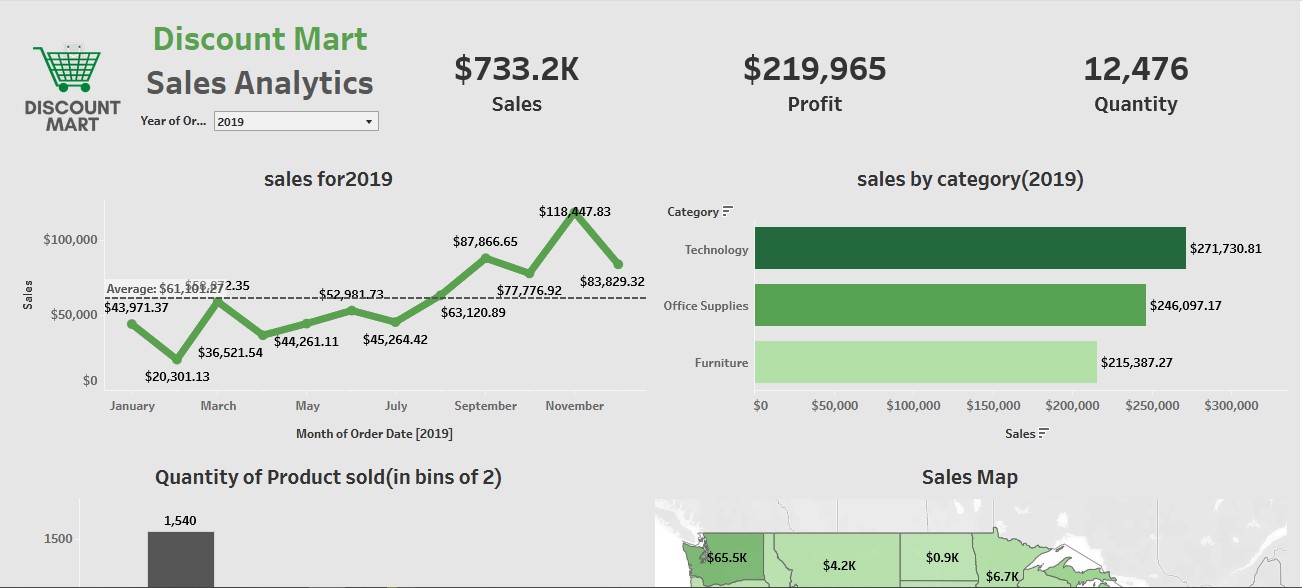 Discount Mart
Sales Analytics
DISCOUNT
MART
Year of Or...
2019
$733.2K
Sales
$219,965
Profit
12,476
Quantity
sales for2019
Sales
$100,000
$50,000
$0
Average: $61,101.27
$43,971.37
$20,301.13
$36,521.54
$44,261.11
$52,981.73
$45,264.42
$63,120.89
$87,866.65
$77,776.92
$118,447.83
$83,829.32
January
March
May
July
September
November
Month of Order Date [2019]
sales by category(2019)
Category
Technology
$271,730.81
Office Supplies
$246,097.17
Furniture
$215,387.27
$0
$50,000
$100,000
$150,000
$200,000
$250,000
$300,000
Sales
Quantity of Product sold(in bins of 2)
1500
1,540
Sales Map
$65.5K
$4.2K
$0.9K
$6.7K